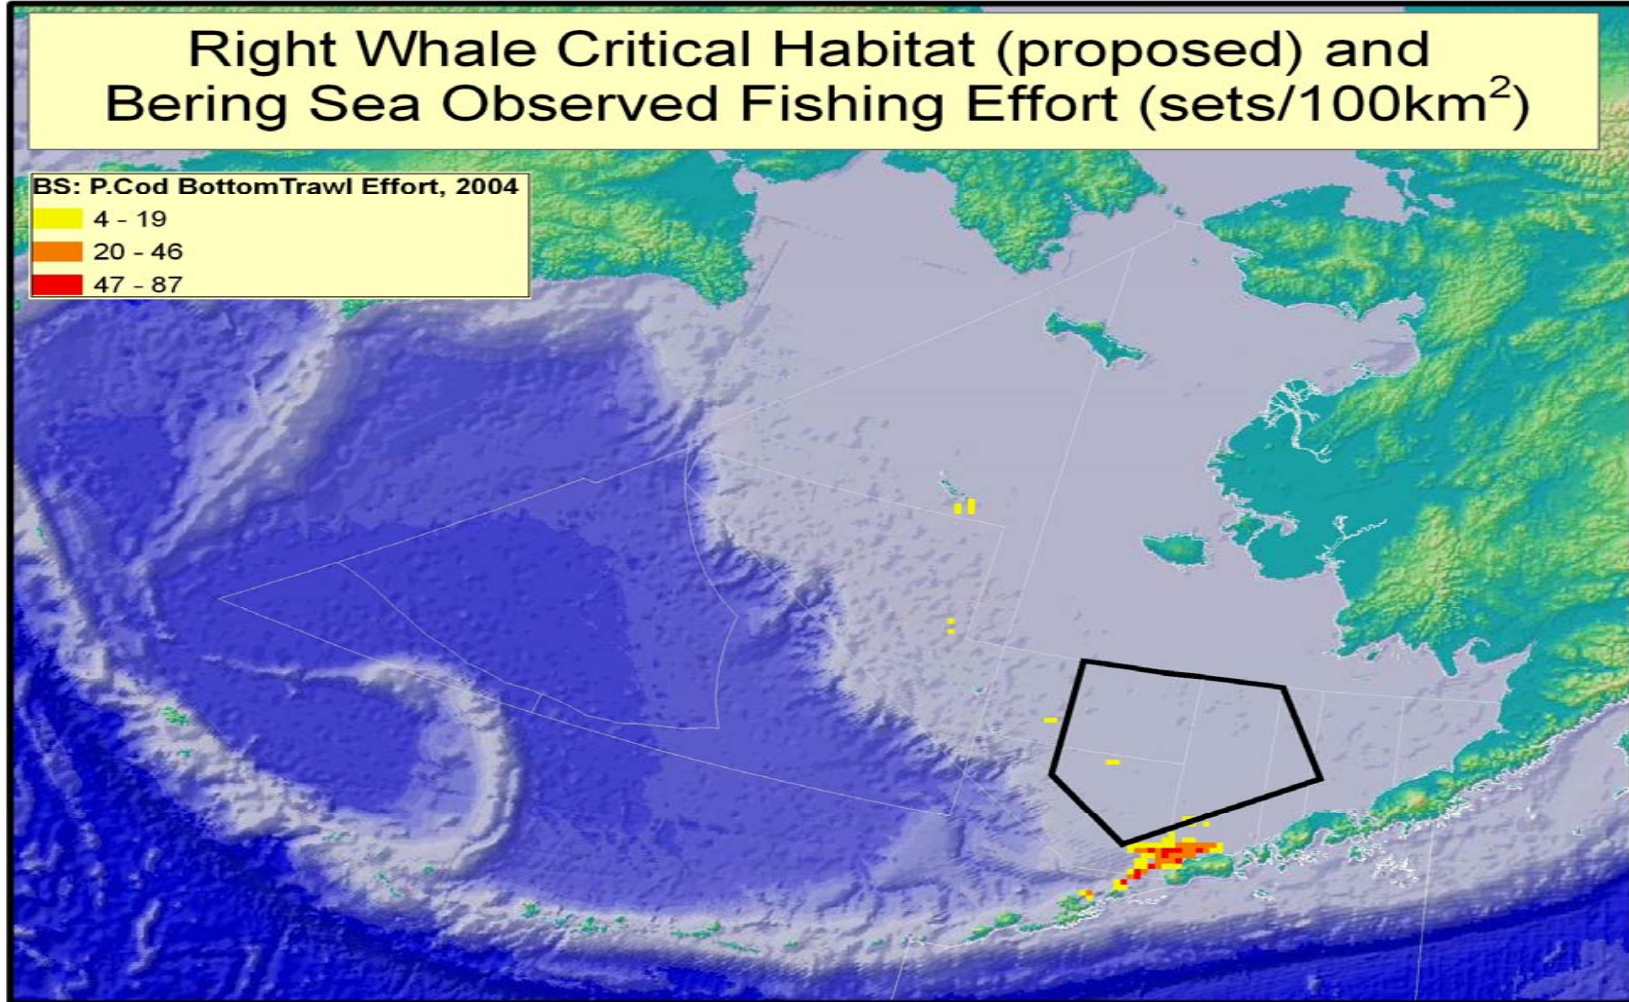 Right Whale Critical Habitat (proposed) and
Bering Sea Observed Fishing Effort (sets/100km²)
BS: P.Cod BottomTrawl Effort, 2004
4 - 19
20 - 46
47 - 87